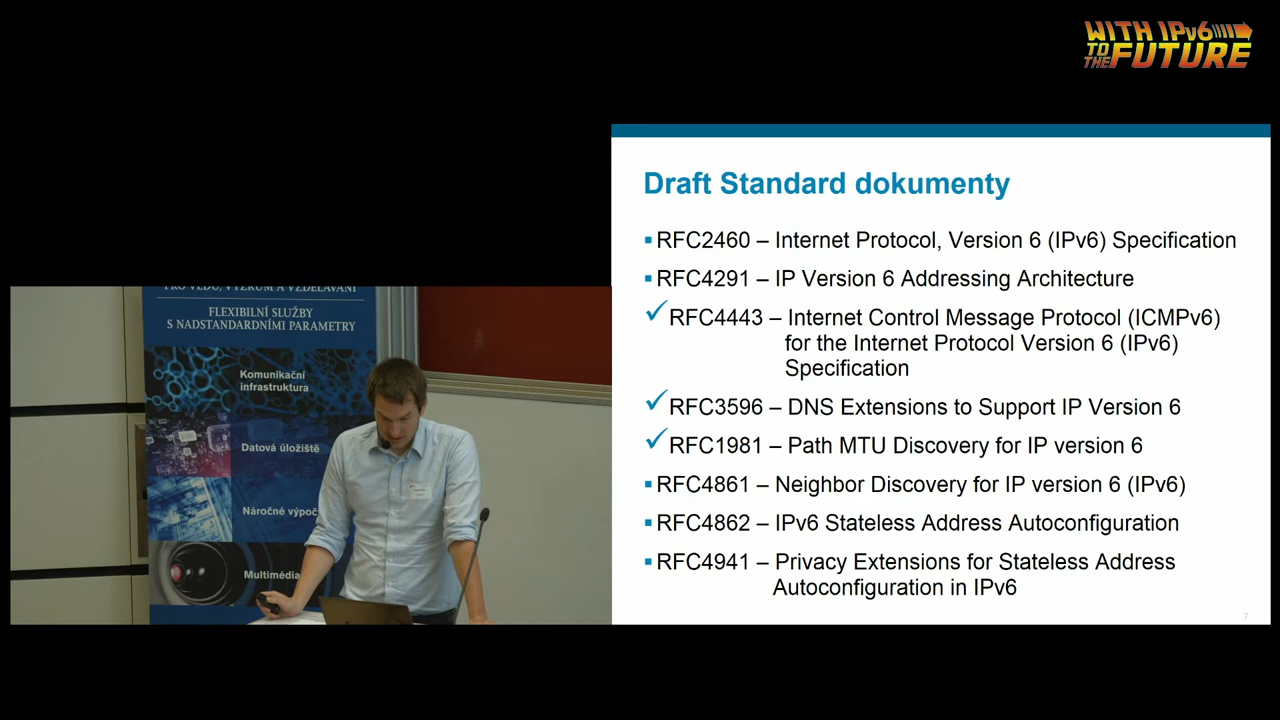 WITH IPv6
TO THE FUTURE
Draft Standard dokumenty
▪ RFC2460 – Internet Protocol, Version 6 (IPv6) Specification
▪ RFC4291 – IP Version 6 Addressing Architecture
✓ RFC4443 – Internet Control Message Protocol (ICMPv6)
for the Internet Protocol Version 6 (IPv6)
Specification
✓ RFC3596 – DNS Extensions to Support IP Version 6
✓ RFC1981 – Path MTU Discovery for IP version 6
▪ RFC4861 – Neighbor Discovery for IP version 6 (IPv6)
▪ RFC4862 – IPv6 Stateless Address Autoconfiguration
▪ RFC4941 – Privacy Extensions for Stateless Address
Autoconfiguration in IPv6
7
PRO VĚDU, VÝZKUM A VZDĚLÁVÁNÍ
FLEXIBILNÍ SLUŽBY
S NADSTANDARDNÍMI PARAMETRY
Komunikační
infrastruktura
Datová úložiště
Náročné výpoč
Multimédia